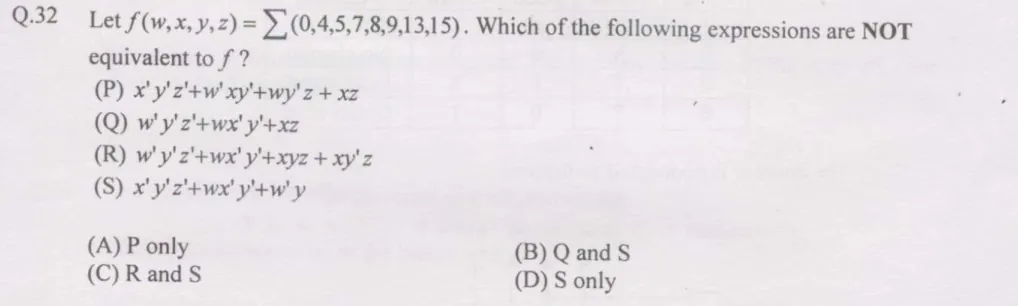 Q.32 Let f(w,x,y,z) = ∑(0,4,5,7,8,9,13,15). Which of the following expressions are NOT
equivalent to f ?
(P) x'y'z'+w'xy'+wy'z + xz
(Q) w'y'z'+wx'y'+xz
(R) w'y'z'+wx'y'+xyz + xy'z
(S) x'y'z'+wx'y'+w'y
(A) P only
(B) Q and S
(C) R and S
(D) S only